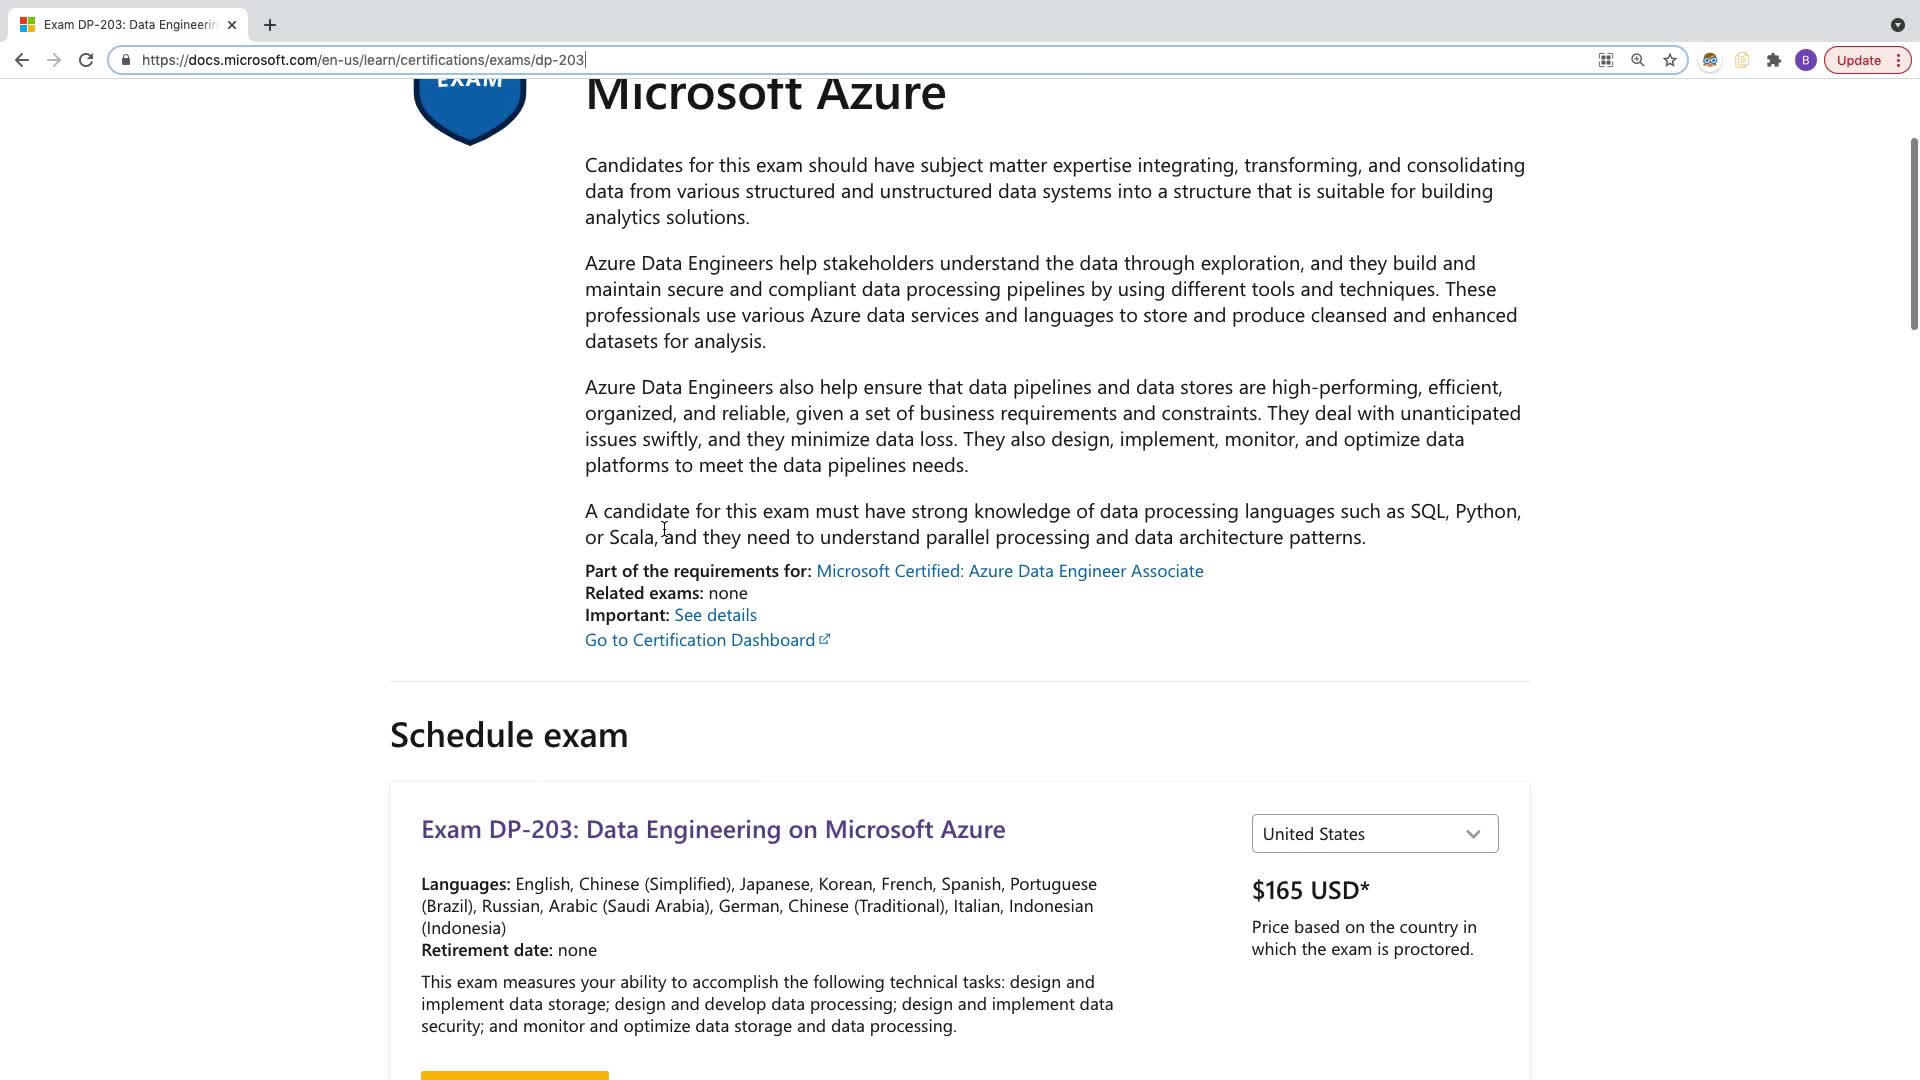 Exam DP-203: Data Engineerin
https://docs.microsoft.com/en-us/learn/certifications/exams/dp-203
B
Update
EXAM
Microsoft Azure
Candidates for this exam should have subject matter expertise integrating, transforming, and consolidating
data from various structured and unstructured data systems into a structure that is suitable for building
analytics solutions.
Azure Data Engineers help stakeholders understand the data through exploration, and they build and
maintain secure and compliant data processing pipelines by using different tools and techniques. These
professionals use various Azure data services and languages to store and produce cleansed and enhanced
datasets for analysis.
Azure Data Engineers also help ensure that data pipelines and data stores are high-performing, efficient,
organized, and reliable, given a set of business requirements and constraints. They deal with unanticipated
issues swiftly, and they minimize data loss. They also design, implement, monitor, and optimize data
platforms to meet the data pipelines needs.
A candidate for this exam must have strong knowledge of data processing languages such as SQL, Python,
or Scala, and they need to understand parallel processing and data architecture patterns.
Part of the requirements for: Microsoft Certified: Azure Data Engineer Associate
Related exams: none
Important: See details
Go to Certification Dashboard
Schedule exam
Exam DP-203: Data Engineering on Microsoft Azure
United States
Languages: English, Chinese (Simplified), Japanese, Korean, French, Spanish, Portuguese
(Brazil), Russian, Arabic (Saudi Arabia), German, Chinese (Traditional), Italian, Indonesian
(Indonesia)
Retirement date: none
$165 USD*
Price based on the country in
which the exam is proctored.
This exam measures your ability to accomplish the following technical tasks: design and
implement data storage; design and develop data processing; design and implement data
security; and monitor and optimize data storage and data processing.